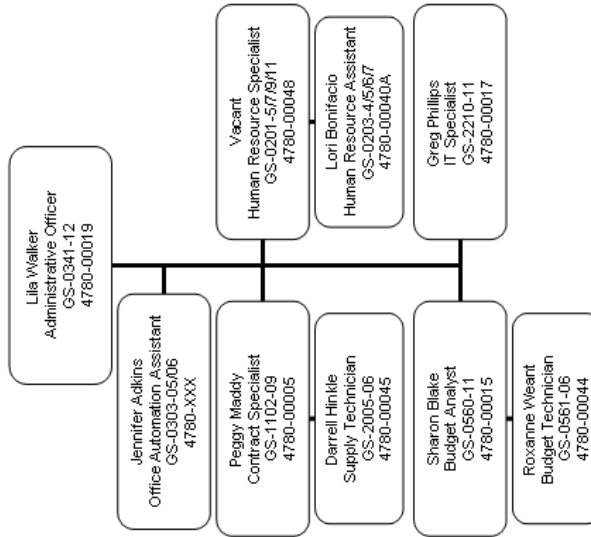 Lila Walker
Administrative Officer
GS-0341-12
4780-00019
Jennifer Adkins
Office Automation Assistant
GS-0303-05/06
4780-XXX
Peggy Maddy
Contract Specialist
GS-1102-09
4780-00005
Darrell Hinkle
Supply Technician
GS-2005-06
4780-00045
Sharon Blake
Budget Analyst
GS-0560-11
4780-00015
Roxanne Weant
Budget Technician
GS-0561-06
4780-00044
Vacant
Human Resource Specialist
GS-0201-5/7/9/11
4780-00048
Lori Bonifacio
Human Resource Assistant
GS-0203-4/5/6/7
4780-00040A
Greg Phillips
IT Specialist
GS-2210-11
4780-00017